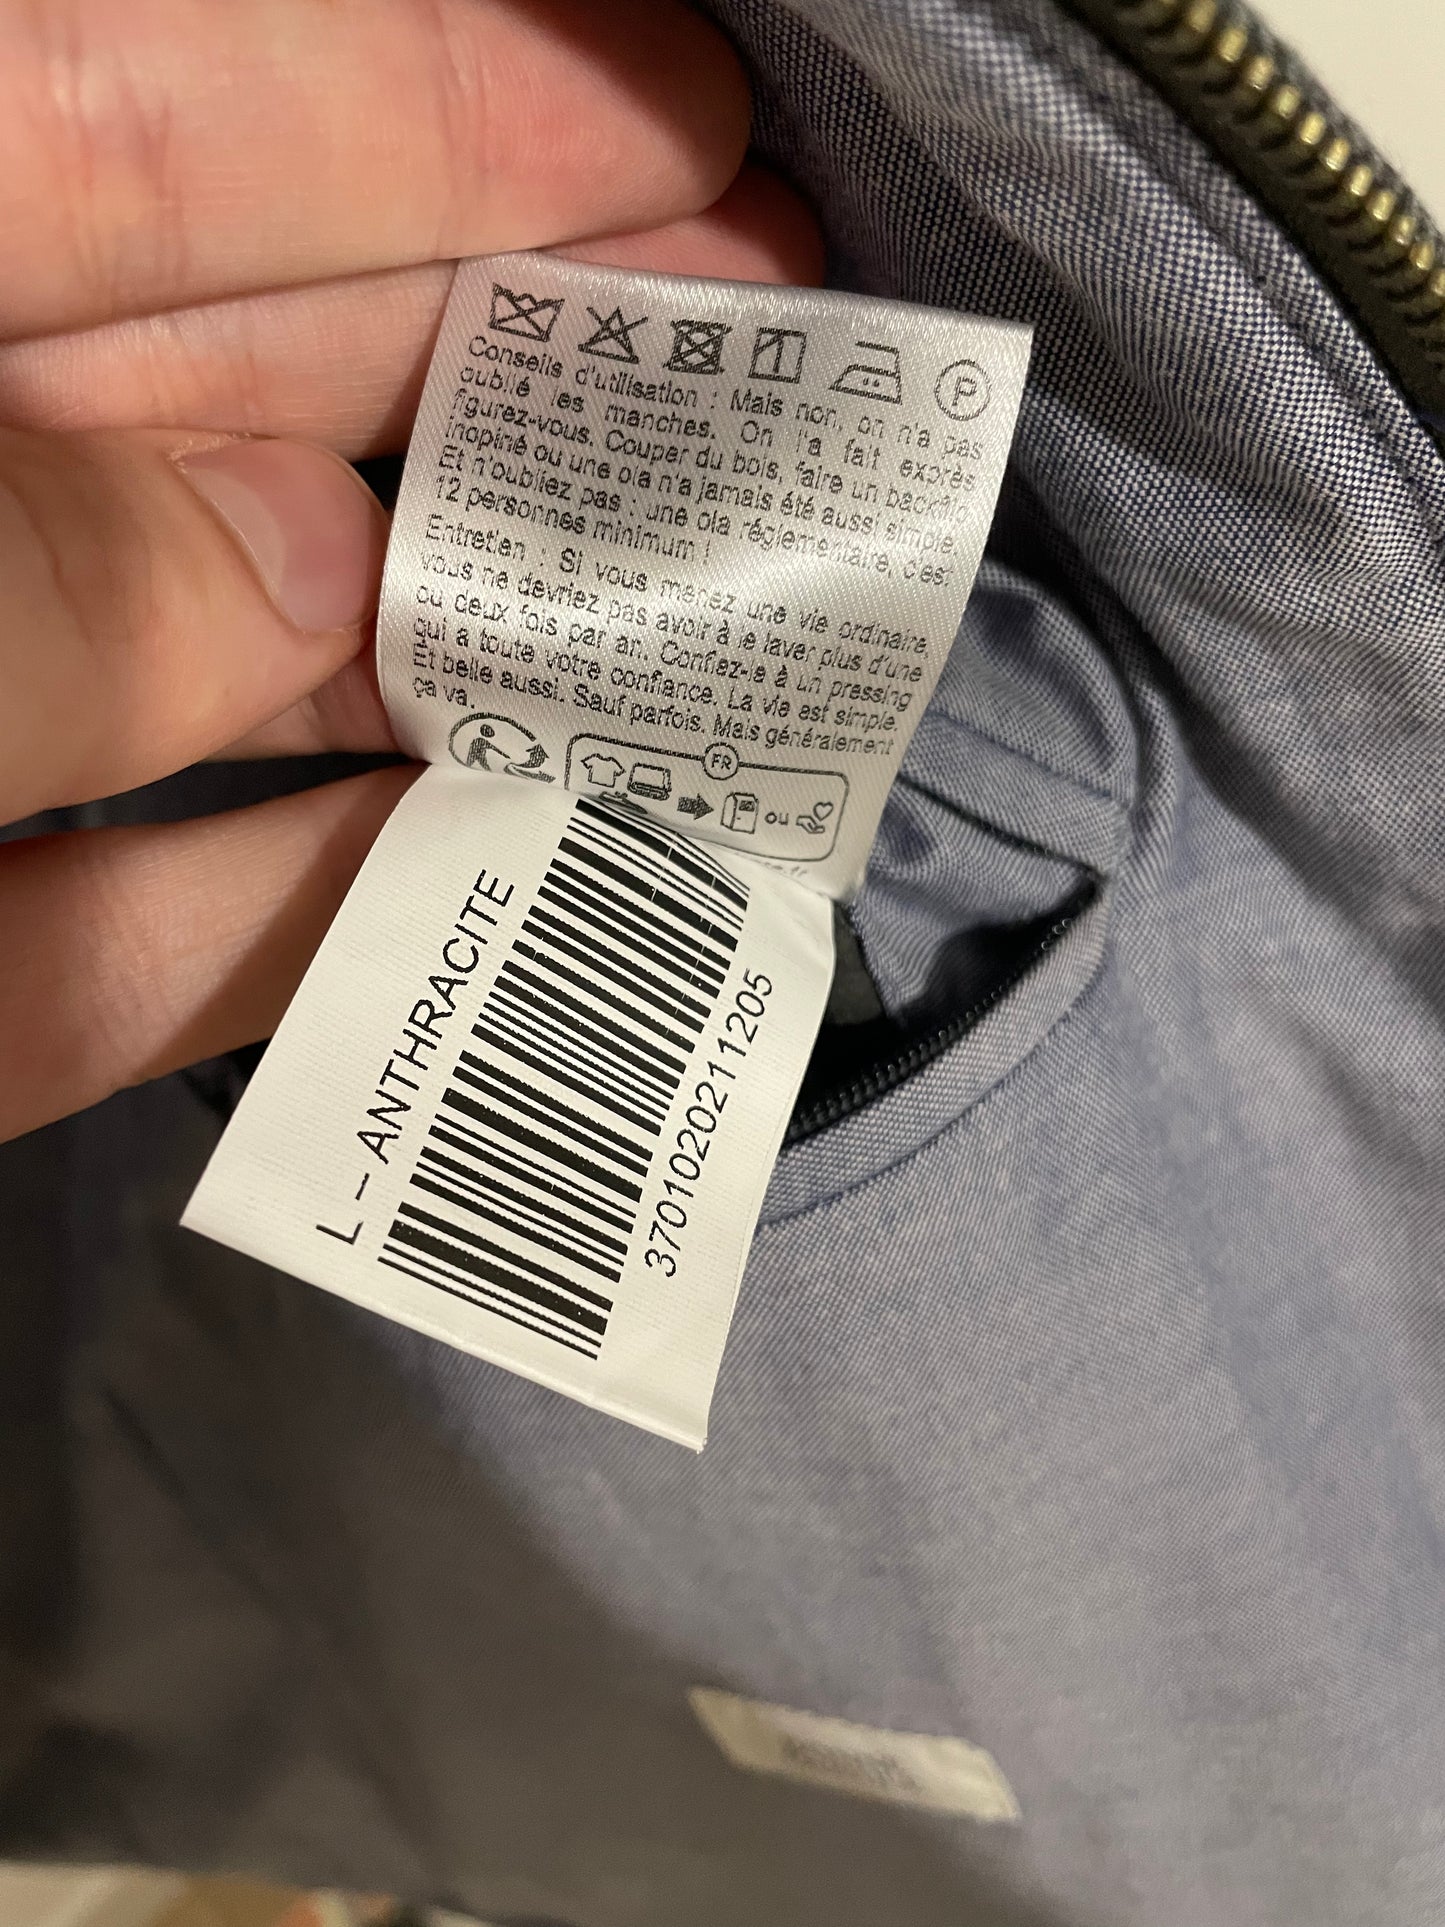 Conseils d'utilisation : Mais non, on n'a pas
oublié les manches. On l'a fait exprès
figurez-vous. Couper du bois, faire un backflip
inopiné ou une ola n'a jamais été aussi simple.
Et n'oubliez pas : une ola réglementaire, c'est
12 personnes minimum !
Entretien : Si vous menez une vie ordinaire,
vous ne devriez pas avoir à le laver plus d'une
ou deux fois par an. Confiez-le à un pressing
qui a toute votre confiance. La vie est simple.
Et belle aussi. Sauf parfois. Mais généralement
ça va.
FR
ou
L – ANTHRACITE
3701020211205